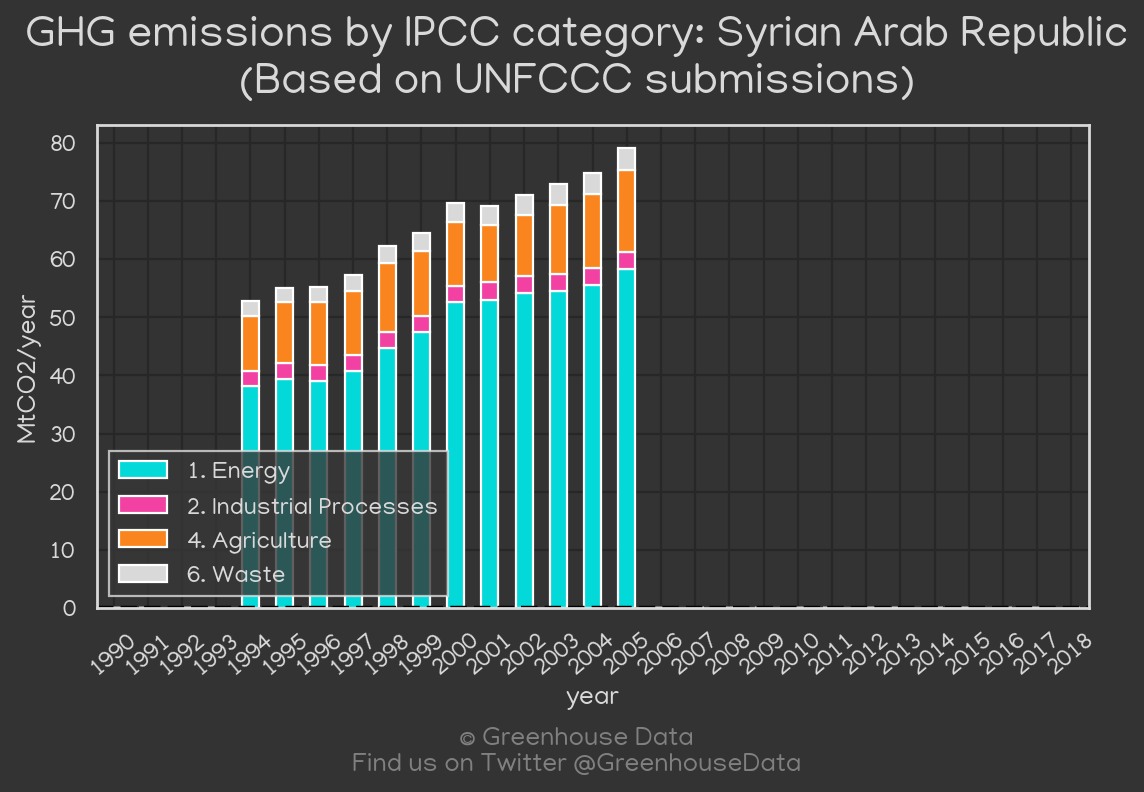 GHG emissions by IPCC category: Syrian Arab Republic
(Based on UNFCCC submissions)
MtCO2/year
80
70
60
50
40
30
20
10
0
1. Energy
2. Industrial Processes
4. Agriculture
6. Waste
1990 1991 1992 1993 1994 1995 1996 1997 1998 1999 2000 2001 2002 2003 2004 2005 2006 2007 2008 2009 2010 2011 2012 2013 2014 2015 2016 2017 2018
year
© Greenhouse Data
Find us on Twitter @GreenhouseData